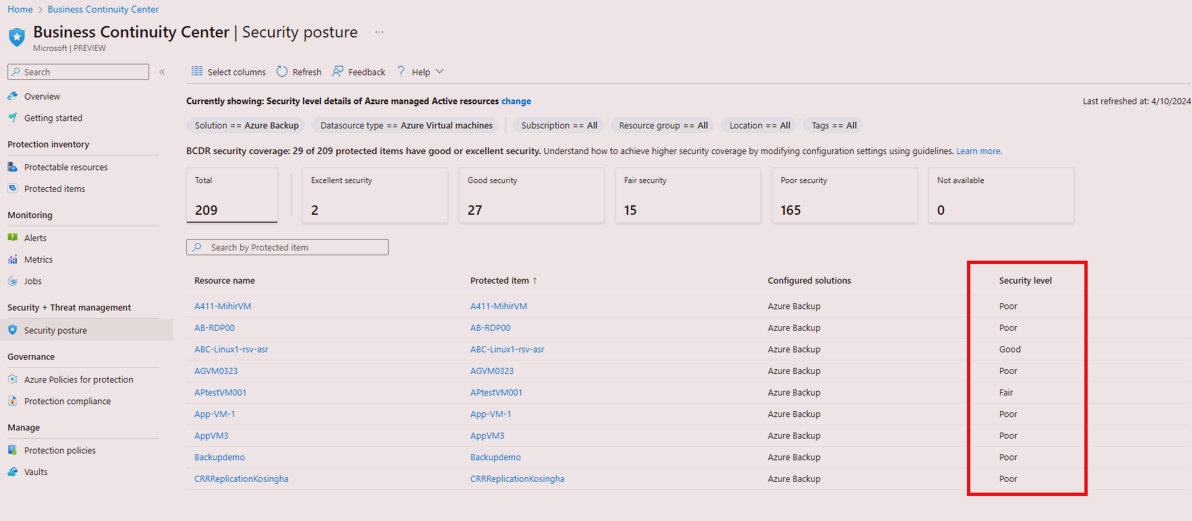 Home > Business Continuity Center
Business Continuity Center | Security posture ...
Microsoft | PREVIEW
Search «
Overview
Getting started
Protection inventory
Protectable resources
Protected items
Monitoring
Alerts
Metrics
Jobs
Security + Threat management
Security posture
Governance
Azure Policies for protection
Protection compliance
Manage
Protection policies
Vaults
Select columns Refresh Feedback ? Help
Currently showing: Security level details of Azure managed Active resources change Last refreshed at: 4/10/2024
Solution == Azure Backup Datasource type == Azure Virtual machines Subscription == All Resource group == All Location == All Tags == All
BCDR security coverage: 29 of 209 protected items have good or excellent security. Understand how to achieve higher security coverage by modifying configuration settings using guidelines. Learn more.
Total Excellent security Good security Fair security Poor security Not available
209 2 27 15 165 0
Search by Protected item
Resource name Protected item ↑ Configured solutions Security level
A411-MihirVM A411-MihirVM Azure Backup Poor
AB-RDP00 AB-RDP00 Azure Backup Poor
ABC-Linux1-rsv-asr ABC-Linux1-rsv-asr Azure Backup Good
AGVM0323 AGVM0323 Azure Backup Poor
APtestVM001 APtestVM001 Azure Backup Fair
App-VM-1 App-VM-1 Azure Backup Poor
AppVM3 AppVM3 Azure Backup Poor
Backupdemo Backupdemo Azure Backup Poor
CRRReplicationKosingha CRRReplicationKosingha Azure Backup Poor